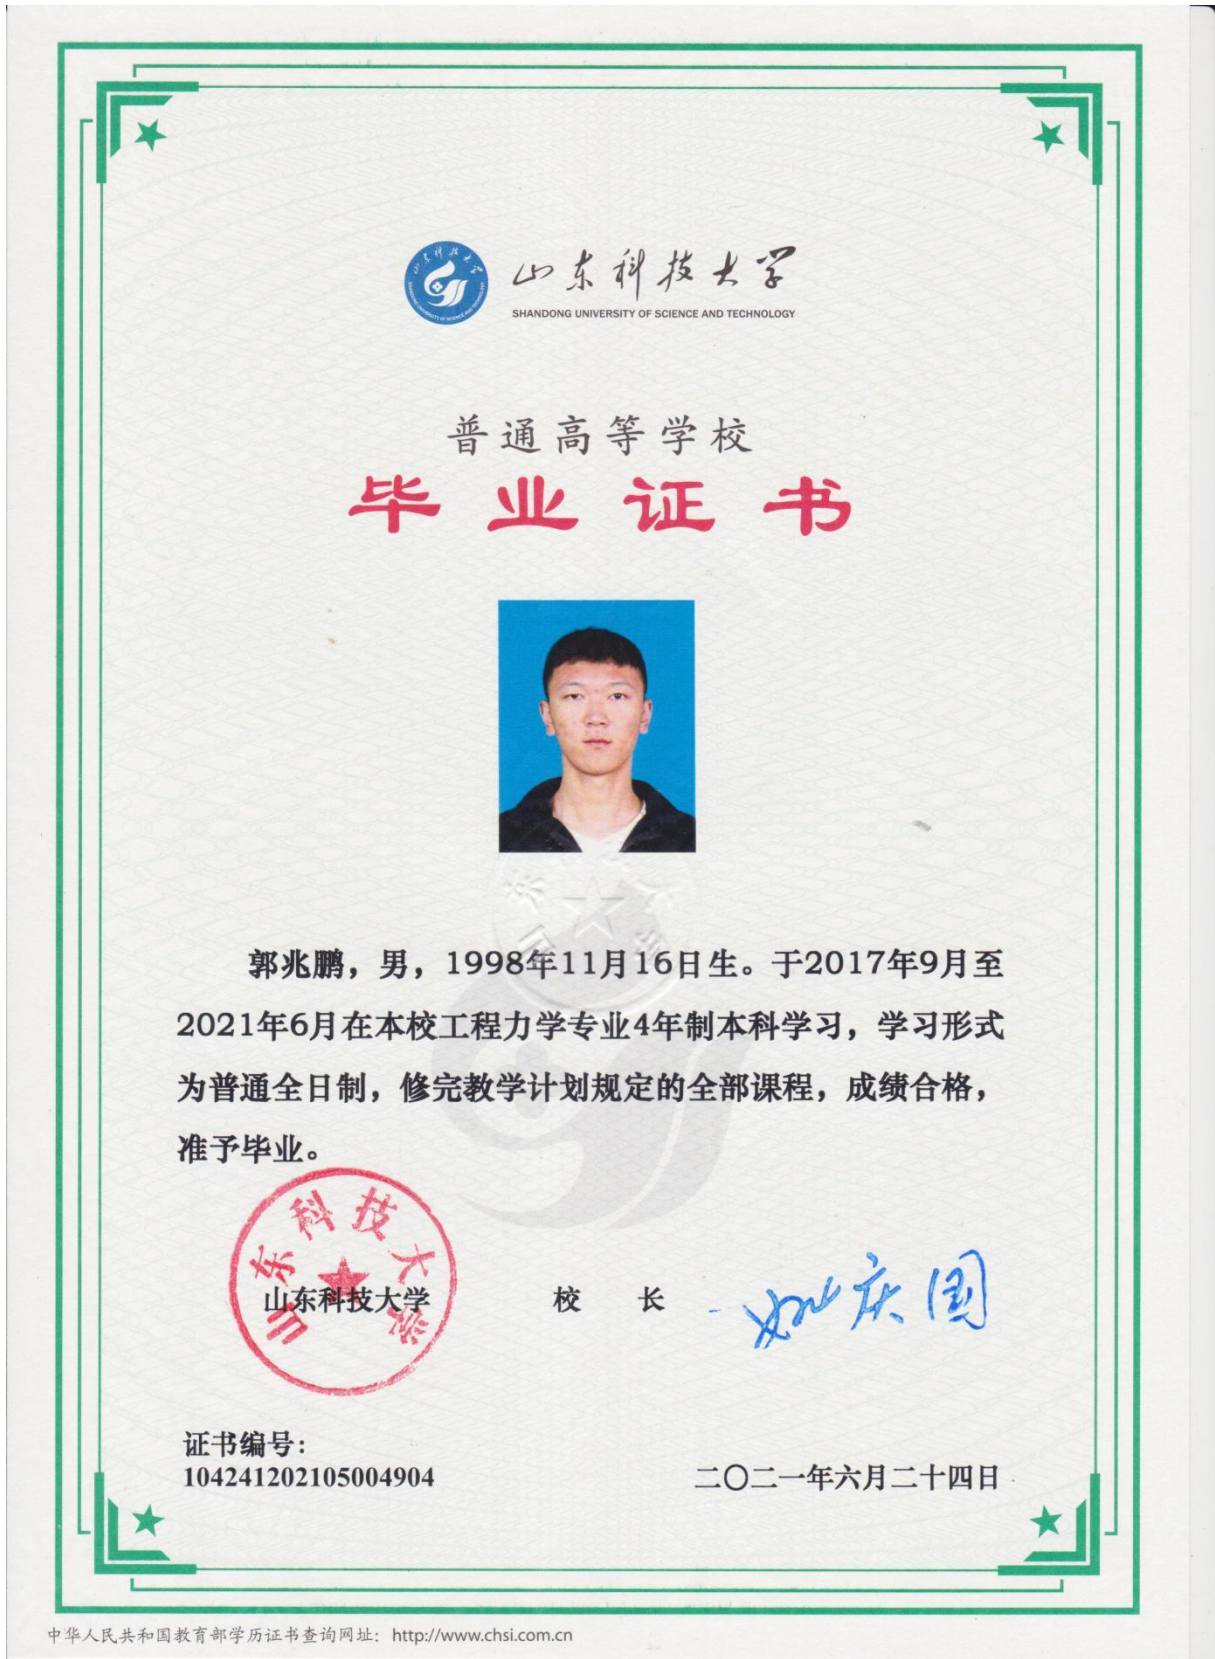 山东科技大学
SHANDONG UNIVERSITY OF SCIENCE AND TECHNOLOGY
普通高等学校
毕业证书
郭兆鹏，男，1998年11月16日生。于2017年9月至
2021年6月在本校工程力学专业4年制本科学习，学习形式
为普通全日制，修完教学计划规定的全部课程，成绩合格，
准予毕业。
山东科技大学
山东科技大学 校 长 姚庆国
证书编号：
104241202105004904 二〇二一年六月二十四日
中华人民共和国教育部学历证书查询网址：http://www.chsi.com.cn